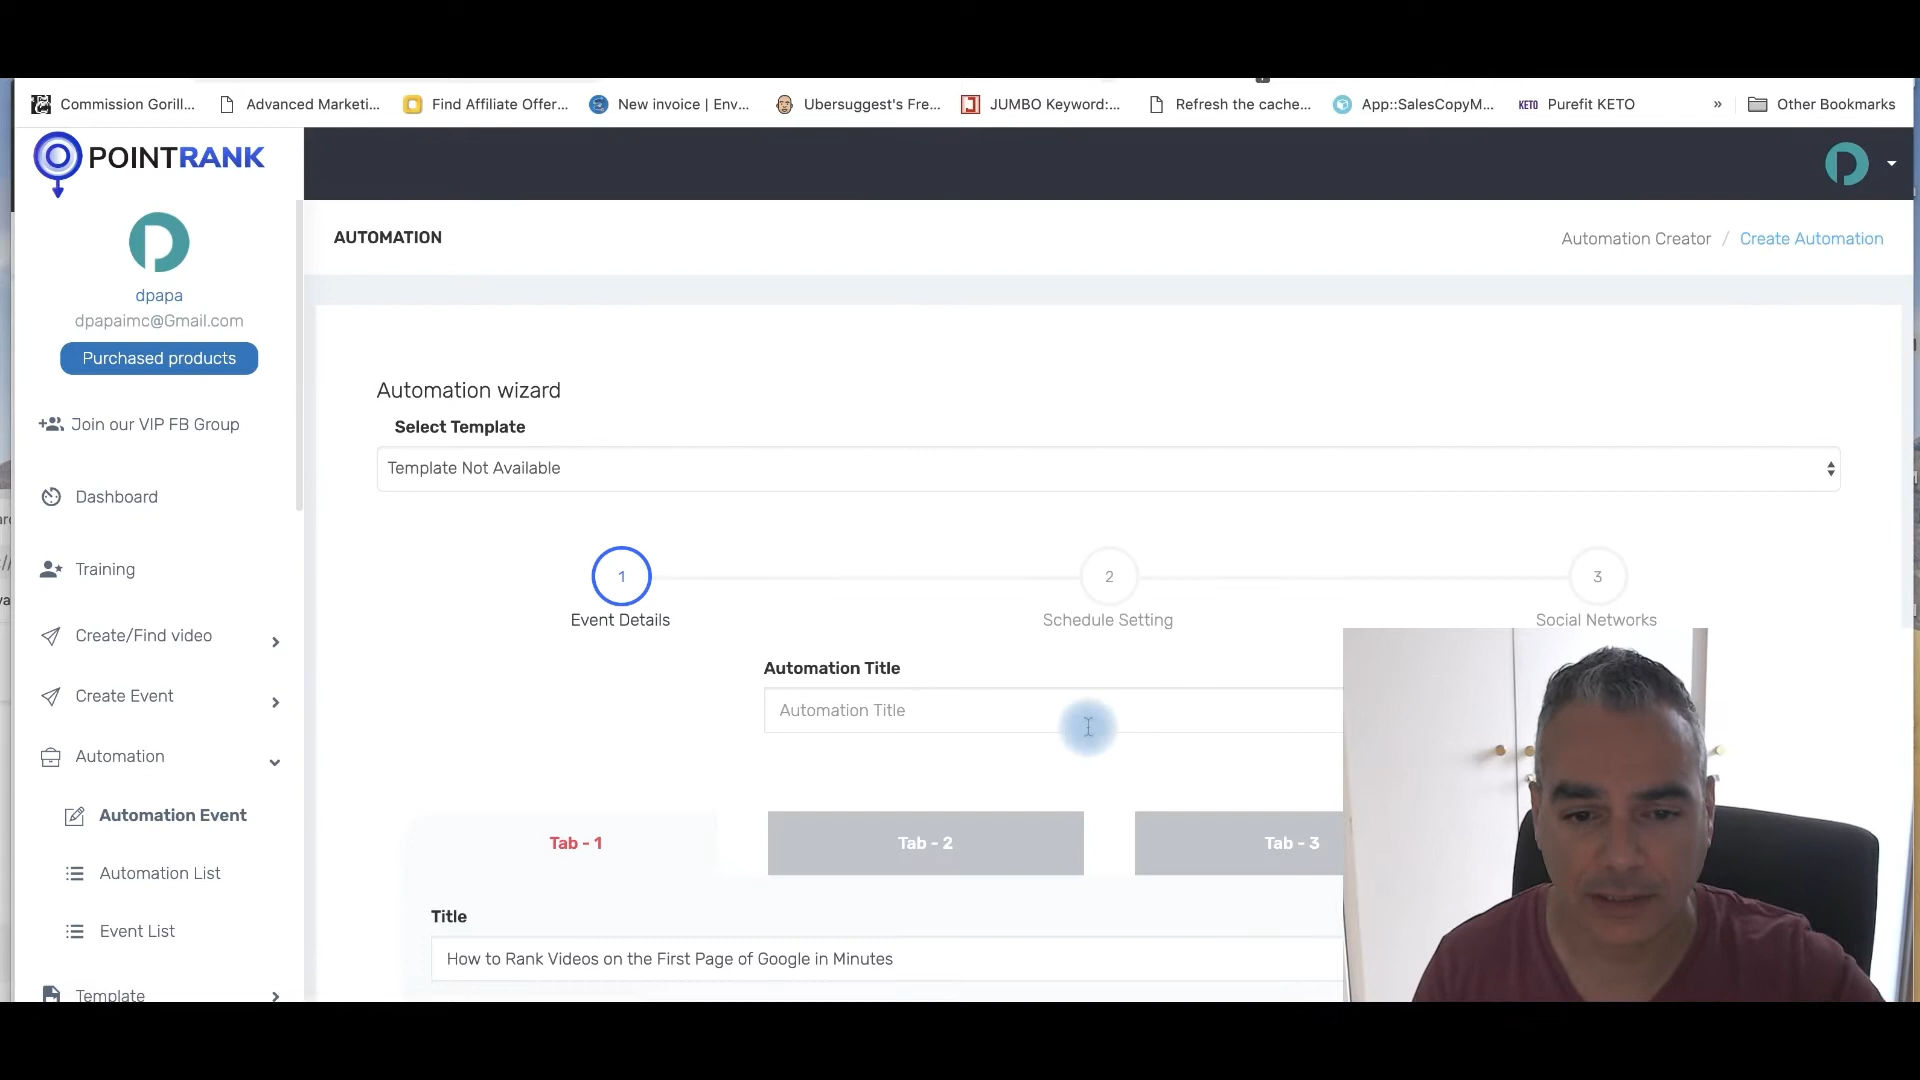 Commission Gorill... Advanced Marketi... Find Affiliate Offer... New invoice | Env... Ubersuggest's Fre... JUMBO Keyword:... Refresh the cache... App::SalesCopyM... KETO Purefit KETO » Other Bookmarks
POINTRANK
AUTOMATION
Automation Creator / Create Automation
dpapa
dpapaimc@Gmail.com
Purchased products
Join our VIP FB Group
Dashboard
Training
Create/Find video
Create Event
Automation
Automation Event
Automation List
Event List
Template
Automation wizard
Select Template
Template Not Available
1 2 3
Event Details Schedule Setting Social Networks
Automation Title
Automation Title
Tab - 1 Tab - 2 Tab - 3
Title
How to Rank Videos on the First Page of Google in Minutes